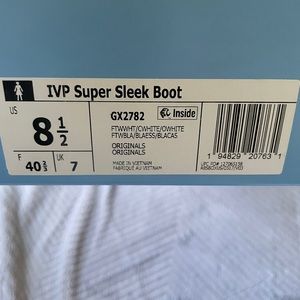 IVP Super Sleek Boot
US
8 1/2
F
40 2/3
UK
7
GX2782
Inside
FTWWHT/CWHITE/OWHITE
FTWBLA/BLAESS/BLACAS
ORIGINALS
ORIGINALS
MADE IN VIETNAM
FABRIQUÉ AU VIETNAM
1 94829 20763 1